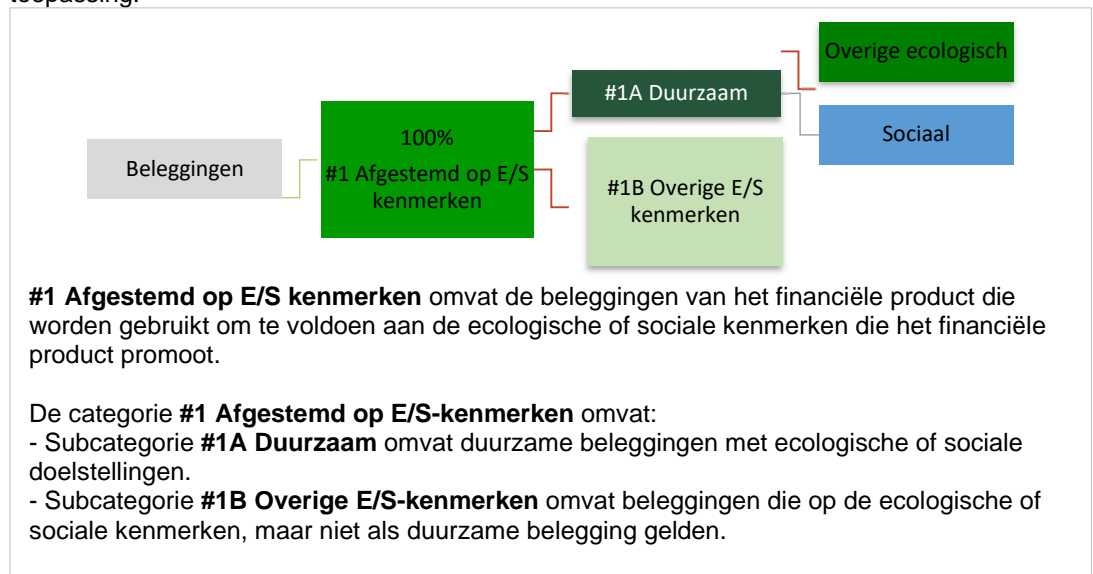 toepassing.
Overige ecologisch
#1A Duurzaam
Sociaal
100%
#1 Afgestemd op E/S
kenmerken
Beleggingen
#1B Overige E/S
kenmerken
#1 Afgestemd op E/S kenmerken omvat de beleggingen van het financiële product die
worden gebruikt om te voldoen aan de ecologische of sociale kenmerken die het financiële
product promoot.
De categorie #1 Afgestemd op E/S-kenmerken omvat:
- Subcategorie #1A Duurzaam omvat duurzame beleggingen met ecologische of sociale
doelstellingen.
- Subcategorie #1B Overige E/S-kenmerken omvat beleggingen die op de ecologische of
sociale kenmerken, maar niet als duurzame belegging gelden.